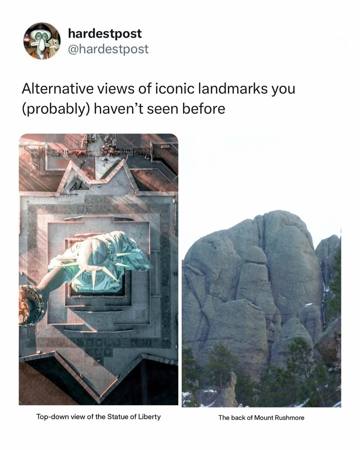 hardestpost
@hardestpost
Alternative views of iconic landmarks you
(probably) haven’t seen before
Top-down view of the Statue of Liberty
The back of Mount Rushmore